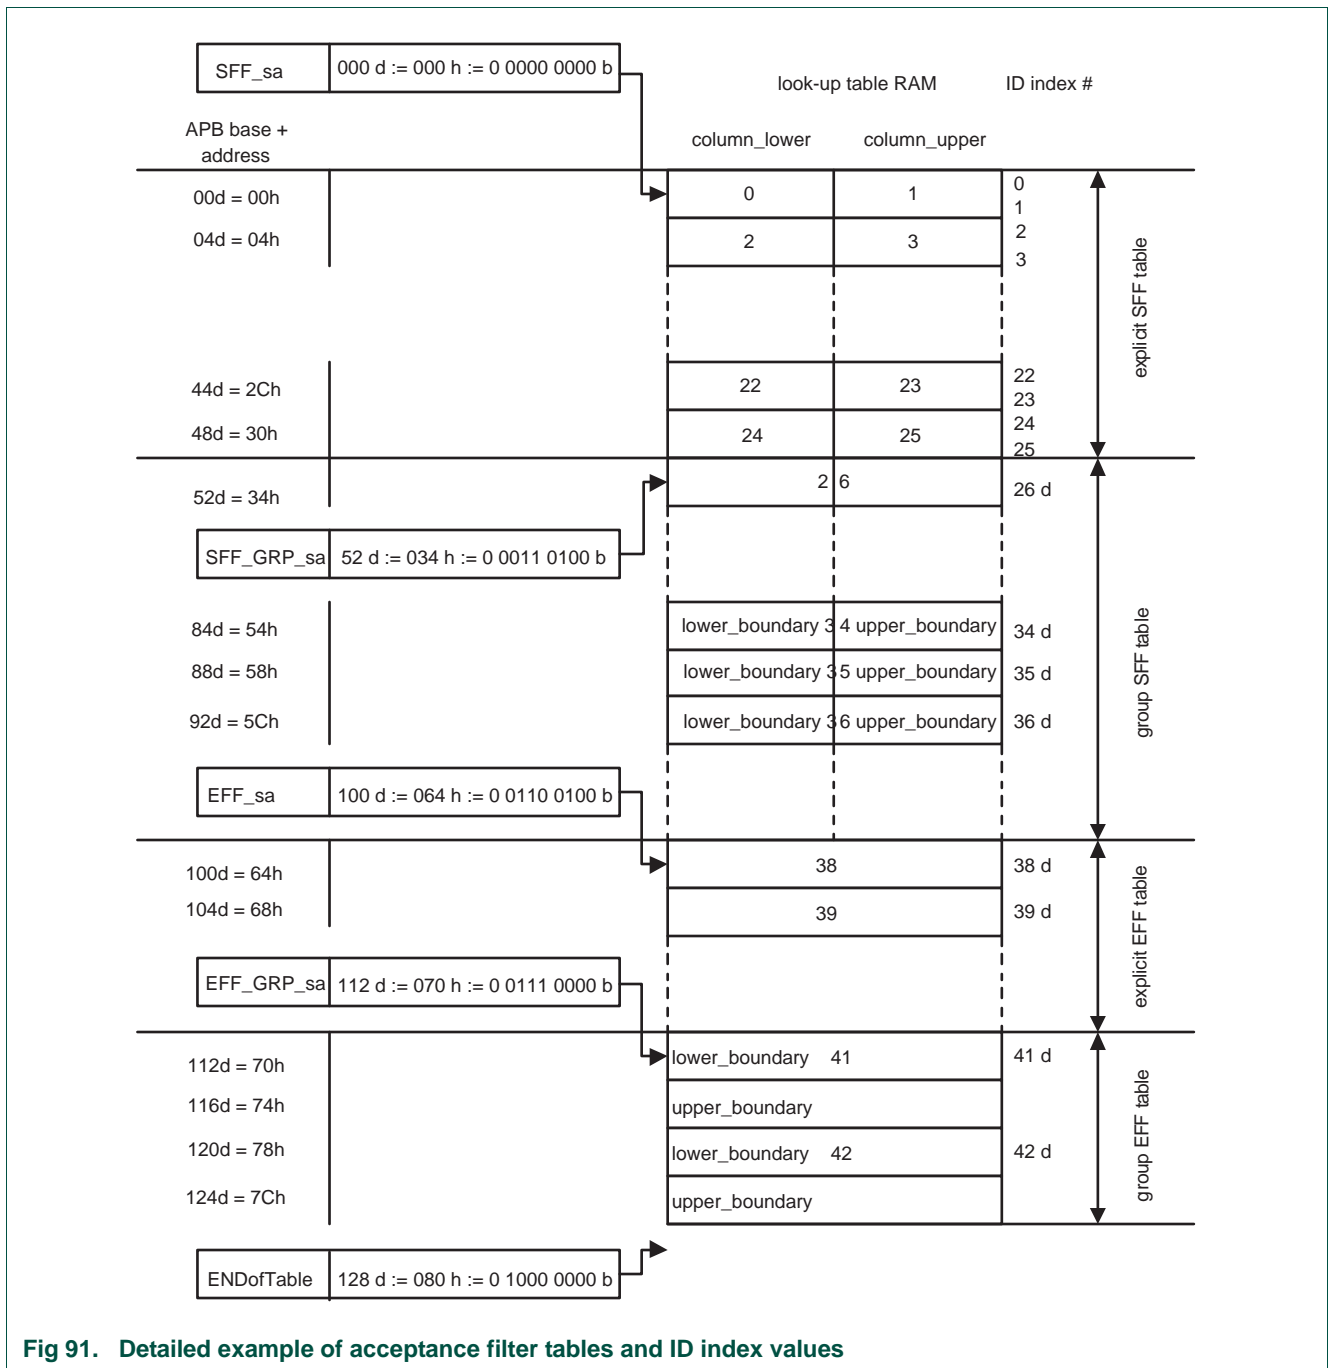 SFF_sa 000 d := 000 h := 0 0000 0000 b
look-up table RAM ID index #
APB base +
address
column_lower column_upper
00d = 00h 0 1 0
1
04d = 04h 2 3 2
3
explicit SFF table
44d = 2Ch 22 23 22
23
48d = 30h 24 25 24
25
52d = 34h 2 6 26 d
SFF_GRP_sa 52 d := 034 h := 0 0011 0100 b
84d = 54h lower_boundary 3 4 upper_boundary 34 d
88d = 58h lower_boundary 3 5 upper_boundary 35 d
92d = 5Ch lower_boundary 3 6 upper_boundary 36 d
group SFF table
EFF_sa 100 d := 064 h := 0 0110 0100 b
100d = 64h 38 38 d
104d = 68h 39 39 d
explicit EFF table
EFF_GRP_sa 112 d := 070 h := 0 0111 0000 b
112d = 70h lower_boundary 41 41 d
116d = 74h upper_boundary
120d = 78h lower_boundary 42 42 d
124d = 7Ch upper_boundary
group EFF table
ENDofTable 128 d := 080 h := 0 1000 0000 b
Fig 91. Detailed example of acceptance filter tables and ID index values